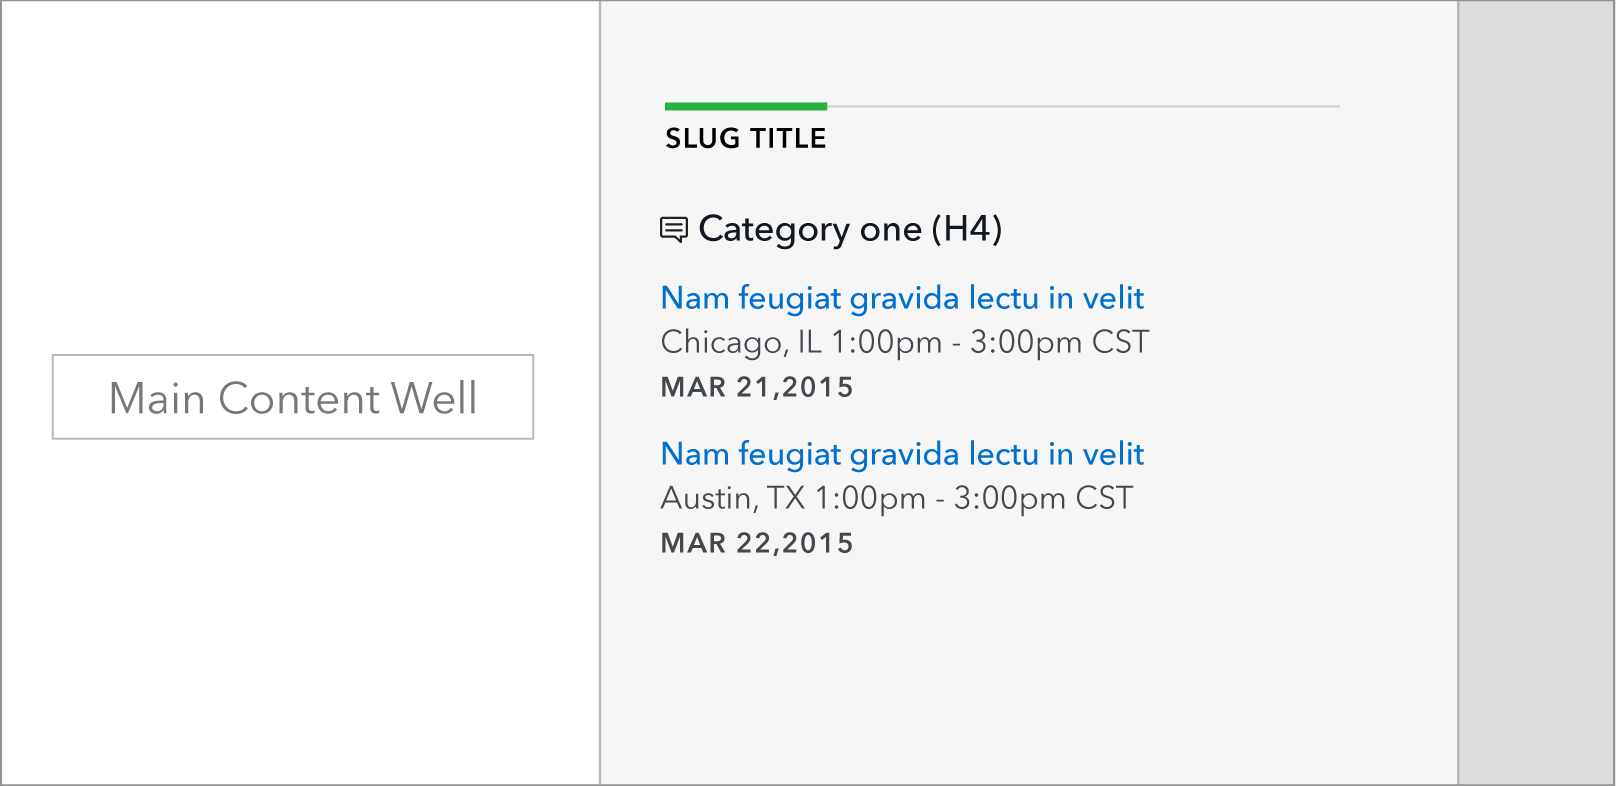 Main Content Well
SLUG TITLE
Category one (H4)
Nam feugiat gravida lectu in velit
Chicago, IL 1:00pm - 3:00pm CST
MAR 21,2015
Nam feugiat gravida lectu in velit
Austin, TX 1:00pm - 3:00pm CST
MAR 22,2015